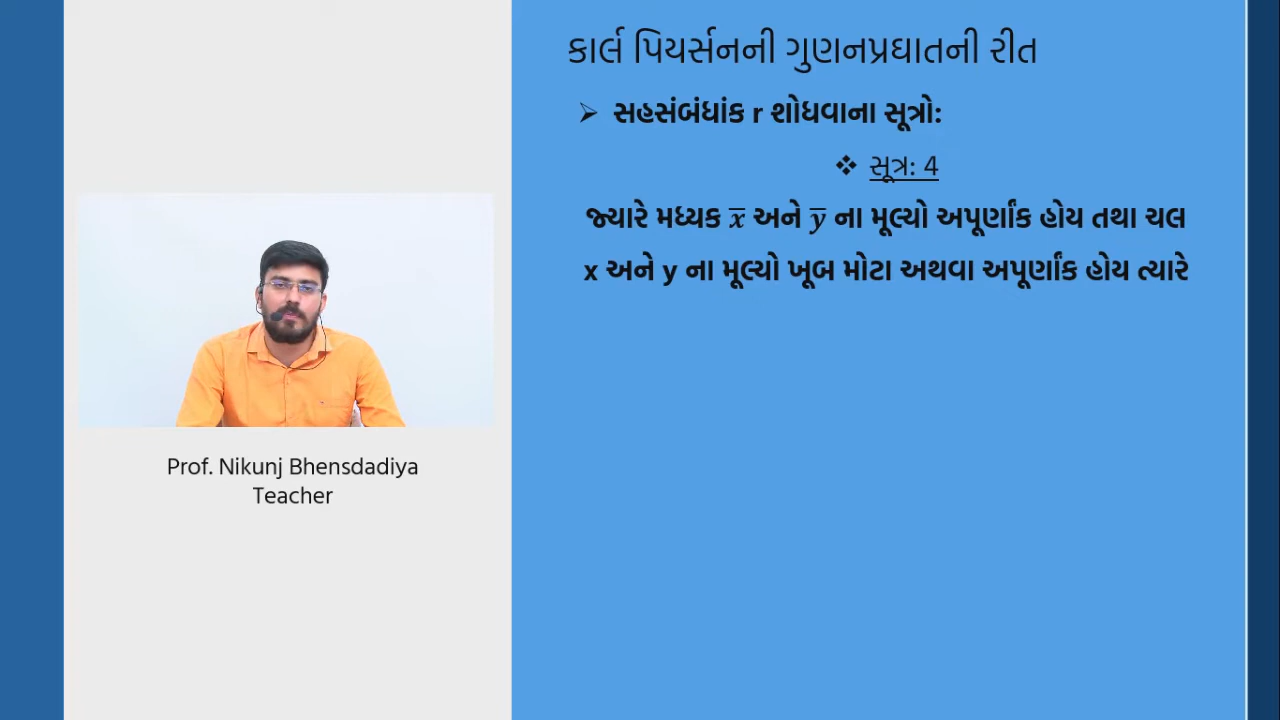 કાર્લ પિયર્સનની ગુણનપ્રઘાતની રીત
➢ સહસંબંધાંક r શોધવાના સૂત્રો:
❖ સૂત્ર: 4
જ્યારે મધ્યક x̅ અને y̅ ના મૂલ્યો અપૂર્ણાંક હોય તથા ચલ
x અને y ના મૂલ્યો ખૂબ મોટા અથવા અપૂર્ણાંક હોય ત્યારે
Prof. Nikunj Bhensdadiya
Teacher